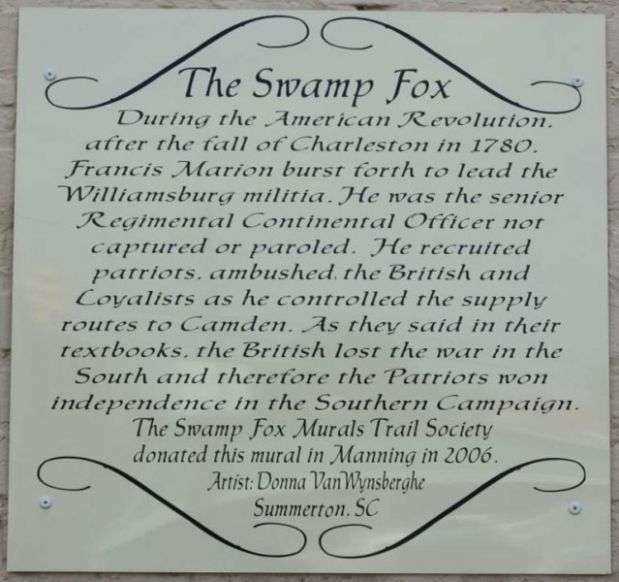 The Swamp Fox
During the American Revolution,
after the fall of Charleston in 1780,
Francis Marion burst forth to lead the
Williamsburg militia. He was the senior
Regimental Continental Officer not
captured or paroled. He recruited
patriots, ambushed the British and
Loyalists as he controlled the supply
routes to Camden. As they said in their
textbooks, the British lost the war in the
South and therefore the Patriots won
independence in the Southern Campaign.
The Swamp Fox Murals Trail Society
donated this mural in Manning in 2006.
Artist: Donna VanWynsberghe
Summerton, SC